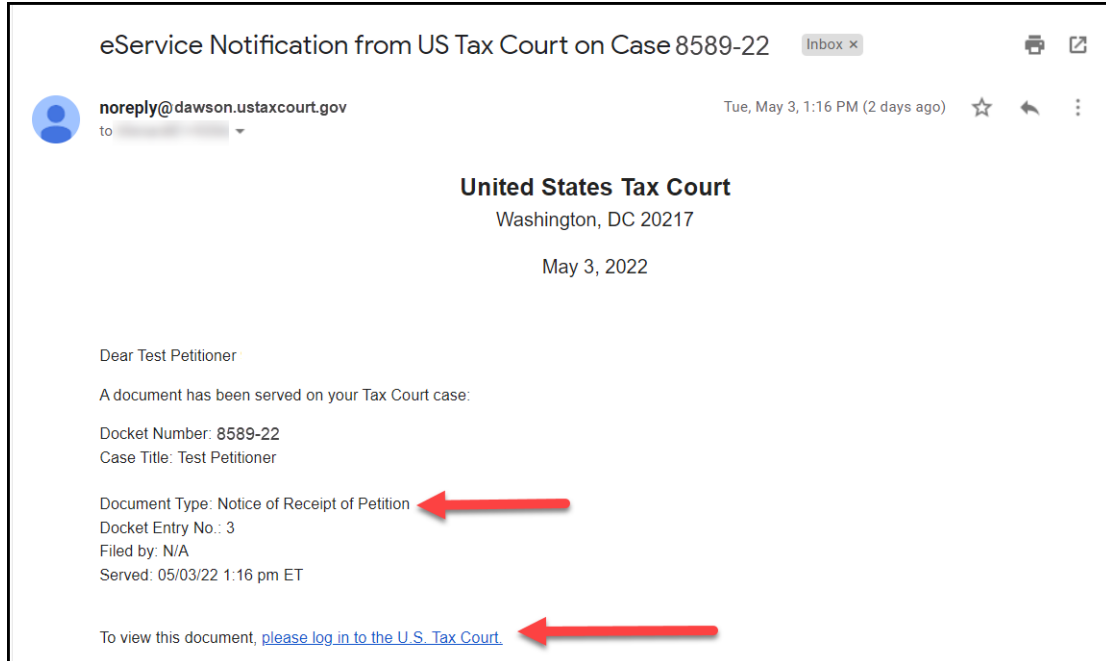 eService Notification from US Tax Court on Case 8589-22 Inbox ×
noreply@dawson.ustaxcourt.gov Tue, May 3, 1:16 PM (2 days ago)
to
United States Tax Court
Washington, DC 20217
May 3, 2022
Dear Test Petitioner
A document has been served on your Tax Court case:
Docket Number: 8589-22
Case Title: Test Petitioner
Document Type: Notice of Receipt of Petition
Docket Entry No.: 3
Filed by: N/A
Served: 05/03/22 1:16 pm ET
To view this document, please log in to the U.S. Tax Court.